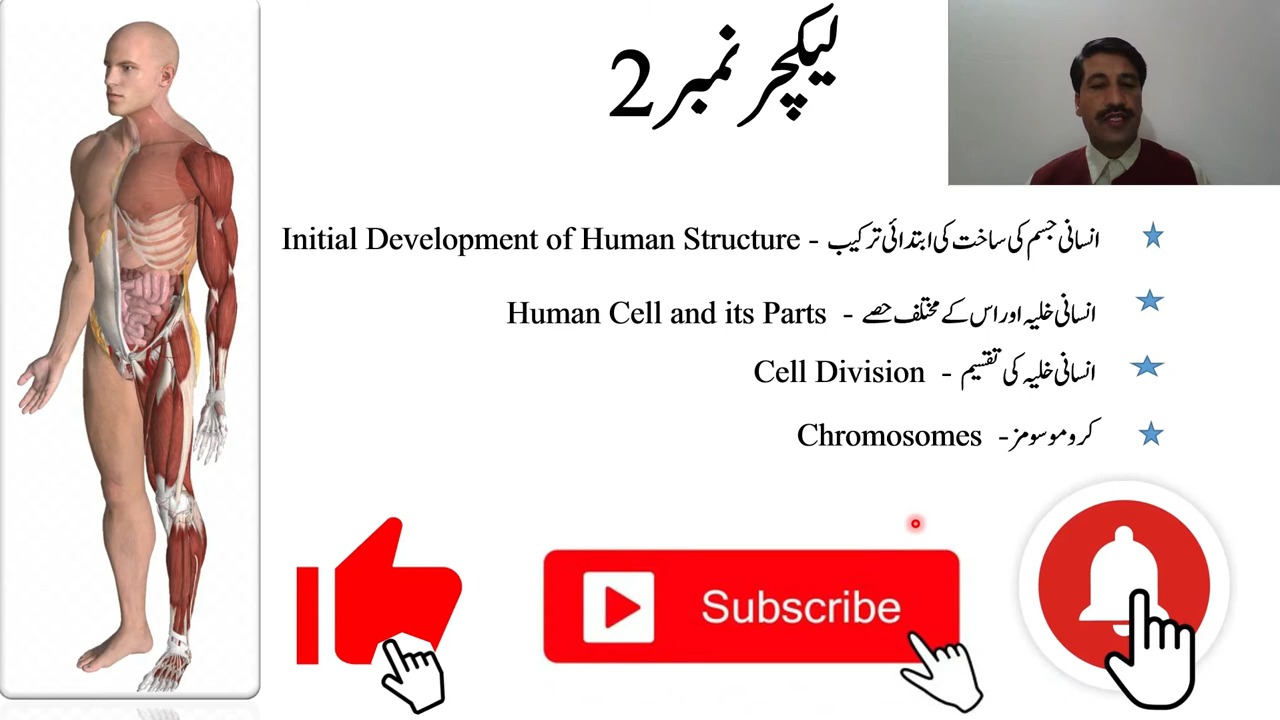 لیکچر نمبر 2
انسانی جسم کی ساخت کی ابتدائی ترکیب - Initial Development of Human Structure
انسانی خلیہ اور اس کے مختلف حصے - Human Cell and its Parts
انسانی خلیہ کی تقسیم - Cell Division
کروموسومز - Chromosomes
Subscribe